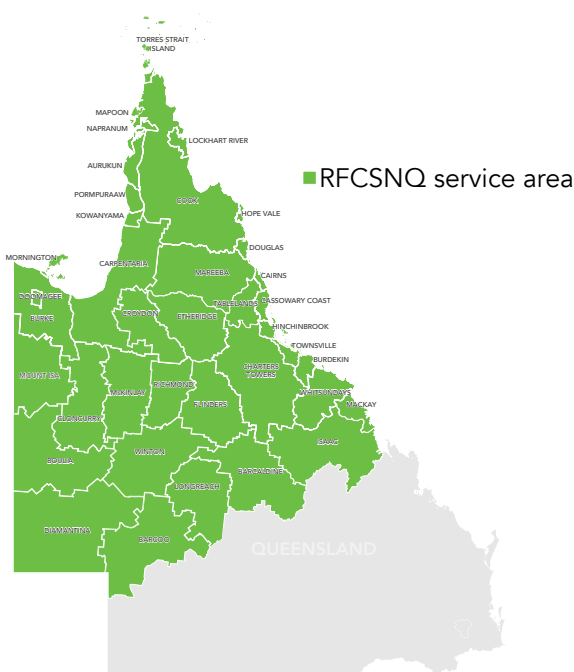 TORRES STRAIT
ISLAND
MAPOON
NAPRANUM
LOCKHART RIVER
AURUKUN
RFCSNQ service area
PORMPURAAW
COOK
KOWANYAMA
HOPE VALE
DOUGLAS
MORNINGTON
CARPENTARIA
MAREEBA
CAIRNS
DOOMAGEE
TABLELANDS
CASSOWARY COAST
CROYDON
ETHERIDGE
BURKE
HINCHINBROOK
TOWNSVILLE
BURDEKIN
CHARTERS
TOWERS
MOUNT ISA
RICHMOND
MCKINLAY
WHITSUNDAYS
FLINDERS
MACKAY
CLONCURRY
ISAAC
WINTON
BOULIA
BARCALDINE
LONGREACH
DIAMANTINA
BARCOO
QUEENSLAND